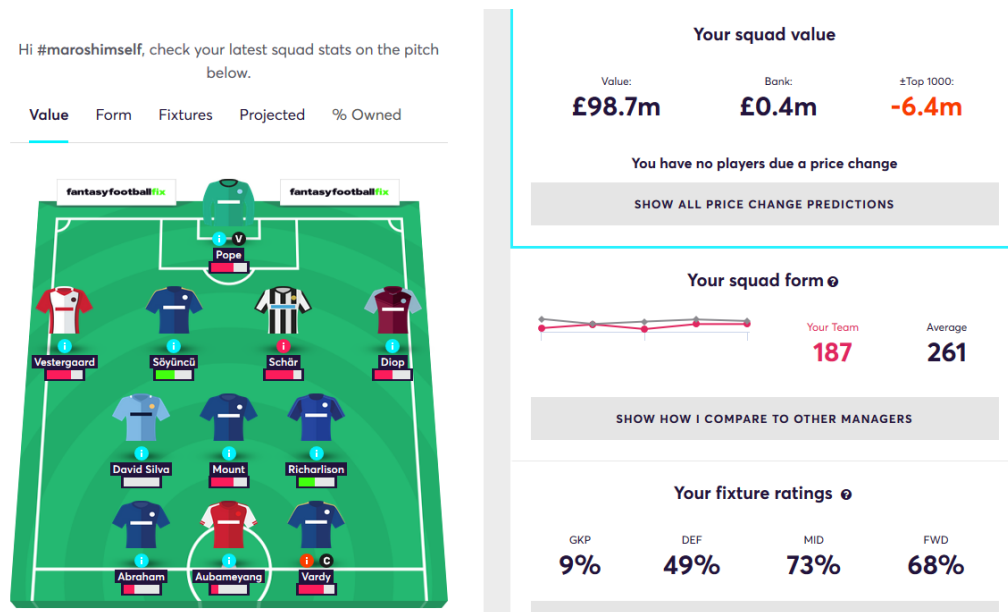 Hi #maroshimself, check your latest squad stats on the pitch
below.
Value Form Fixtures Projected % Owned
fantasyfootballfix fantasyfootballfix
i V
Pope
i i i i
Vestergaard Söyüncü Schär Diop
i i i
David Silva Mount Richarlison
i i i C
Abraham Aubameyang Vardy
Your squad value
Value: Bank: ±Top 1000:
£98.7m £0.4m -6.4m
You have no players due a price change
SHOW ALL PRICE CHANGE PREDICTIONS
Your squad form ?
Your Team Average
187 261
SHOW HOW I COMPARE TO OTHER MANAGERS
Your fixture ratings ?
GKP DEF MID FWD
9% 49% 73% 68%